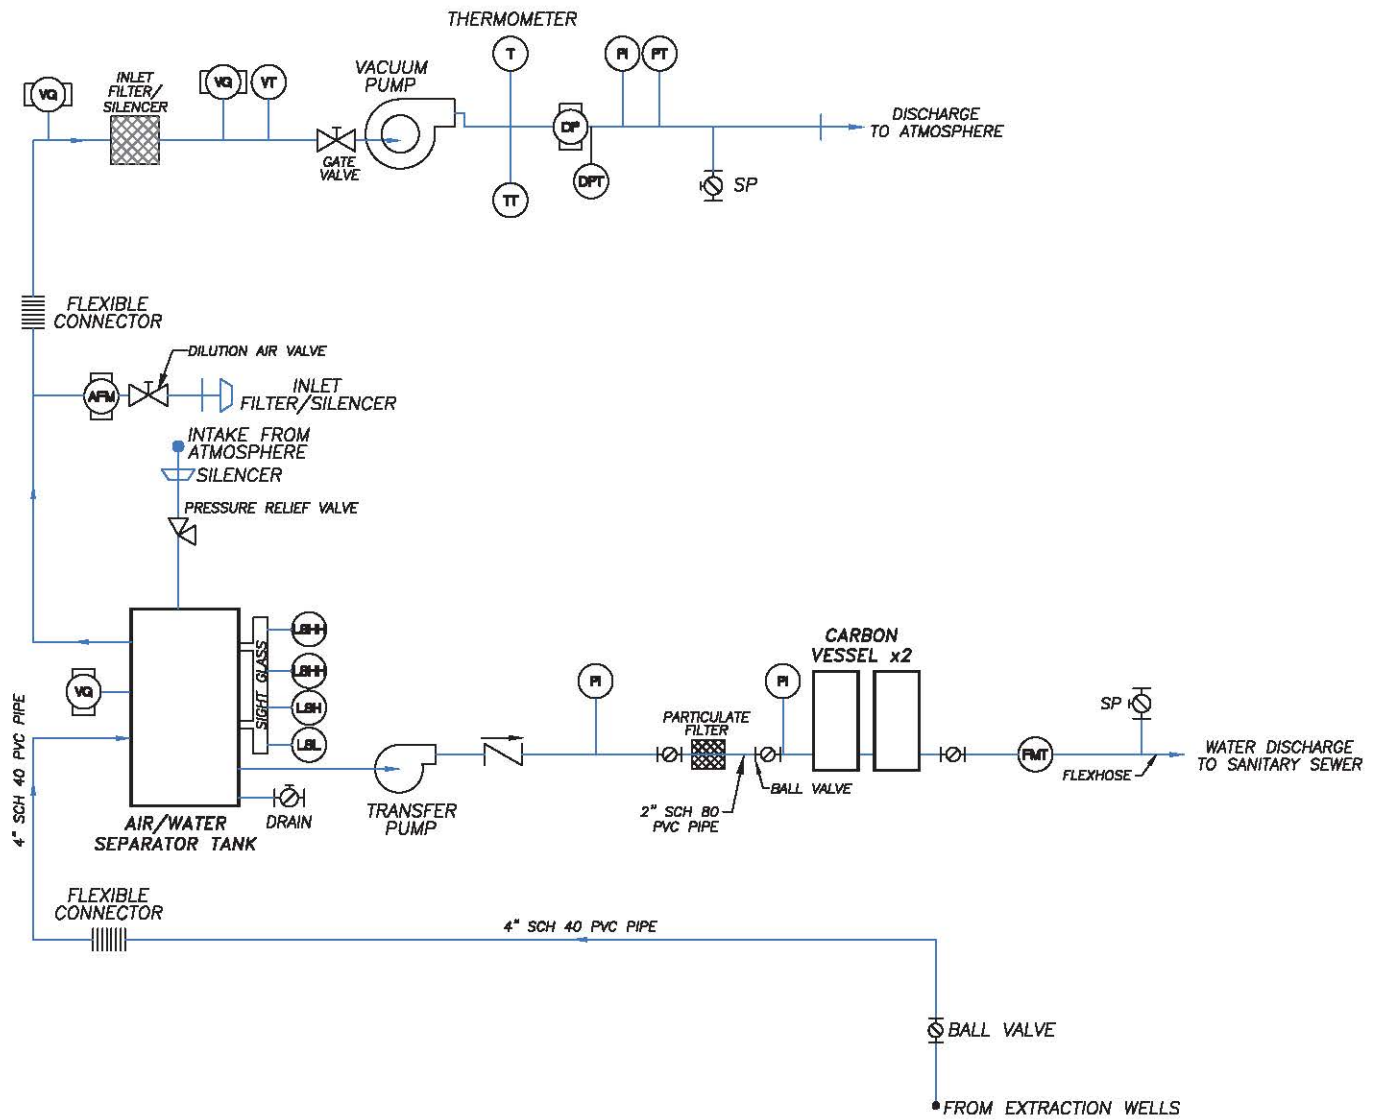 THERMOMETER
T
PI
PT
VACUUM
PUMP
INLET
FILTER/
SILENCER
VG
VG
VT
DISCHARGE
TO ATMOSPHERE
DP
GATE
VALVE
DPT
SP
TT
FLEXIBLE
CONNECTOR
DILUTION AIR VALVE
AFM
INLET
FILTER/SILENCER
INTAKE FROM
ATMOSPHERE
SILENCER
PRESSURE RELIEF VALVE
LSHH
LSHH
LSH
LSL
SIGHT GLASS
VG
CARBON
VESSEL x2
PI
PI
PARTICULATE
FILTER
SP
4" SCH 40 PVC PIPE
FMT
WATER DISCHARGE
TO SANITARY SEWER
FLEXHOSE
BALL VALVE
2" SCH 80
PVC PIPE
TRANSFER
PUMP
DRAIN
AIR/WATER
SEPARATOR TANK
FLEXIBLE
CONNECTOR
4" SCH 40 PVC PIPE
BALL VALVE
FROM EXTRACTION WELLS